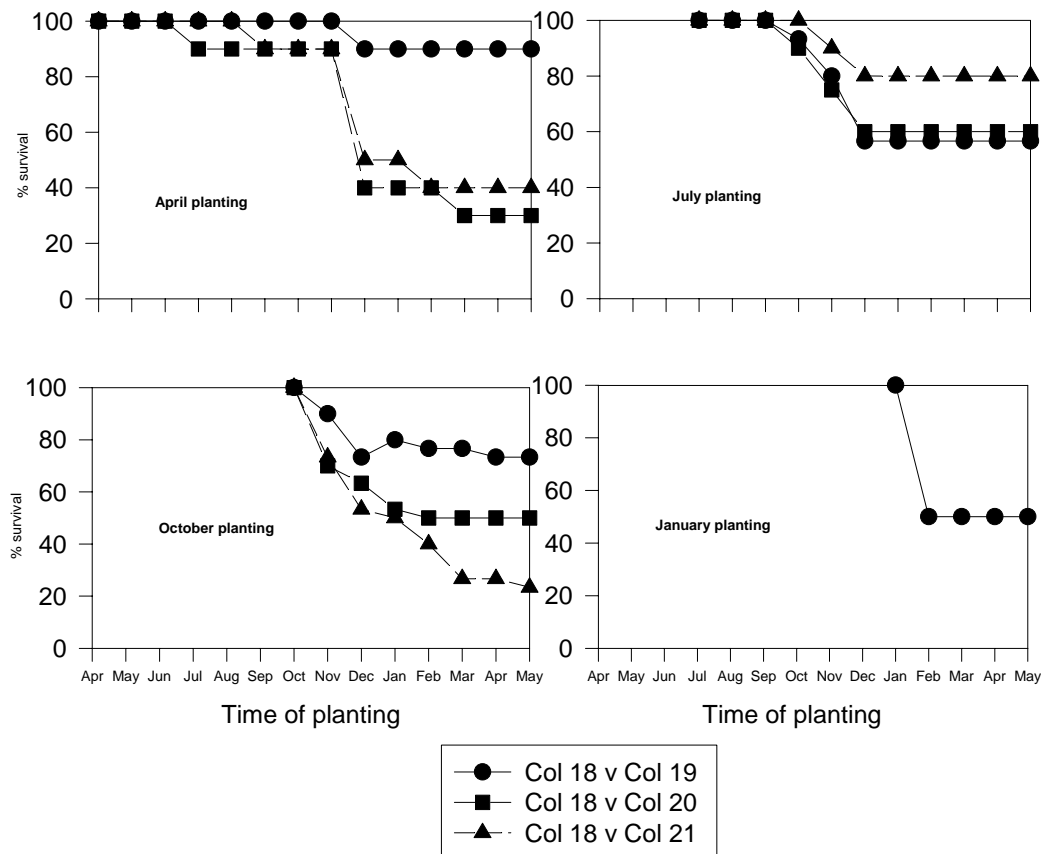 100
80
60
40
20
0
% survival
April planting
100
80
60
40
20
0
July planting
100
80
60
40
20
0
% survival
October planting
Apr May Jun Jul Aug Sep Oct Nov Dec Jan Feb Mar Apr May
Time of planting
100
80
60
40
20
0
January planting
Apr May Jun Jul Aug Sep Oct Nov Dec Jan Feb Mar Apr May
Time of planting
Col 18 v Col 19
Col 18 v Col 20
Col 18 v Col 21